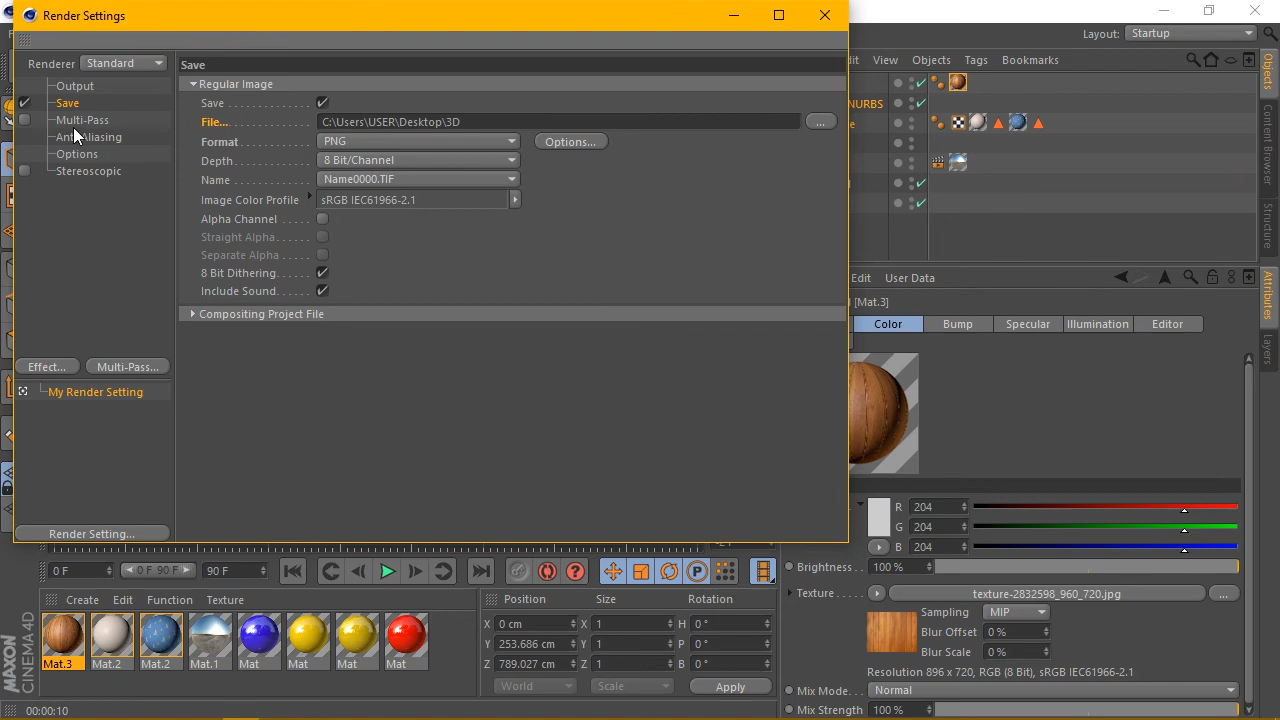 Render Settings
Layout: Startup
Renderer Standard
Save
it View Objects Tags Bookmarks
Output
Save
Multi-Pass
Anti-Aliasing
Options
Stereoscopic
Regular Image
Save
File... C:\Users\USER\Desktop\3D ...
Format PNG Options...
Depth 8 Bit/Channel
Name Name0000.TIF
Image Color Profile sRGB IEC61966-2.1
Alpha Channel
Straight Alpha
Separate Alpha
8 Bit Dithering
Include Sound
Compositing Project File
Effect... Multi-Pass...
My Render Setting
Render Setting...
NURBS
e
Objects
Content Browser
Structure
Edit User Data
[Mat.3]
Color Bump Specular Illumination Editor
Attributes
Layers
R 204
G 204
B 204
Brightness 100 %
Texture texture-2832598_960_720.jpg ...
Sampling MIP
Blur Offset 0 %
Blur Scale 0 %
Resolution 896 x 720, RGB (8 Bit), sRGB IEC61966-2.1
Mix Mode Normal
Mix Strength 100 %
0 F 0 F 90 F 90 F
Create Edit Function Texture
Mat.3 Mat.2 Mat.2 Mat.1 Mat Mat Mat Mat
Position Size Rotation
X 0 cm X 1 H 0 °
Y 253.686 cm Y 1 P 0 °
Z 789.027 cm Z 1 B 0 °
World Scale Apply
MAXON
CINEMA 4D
00:00:10